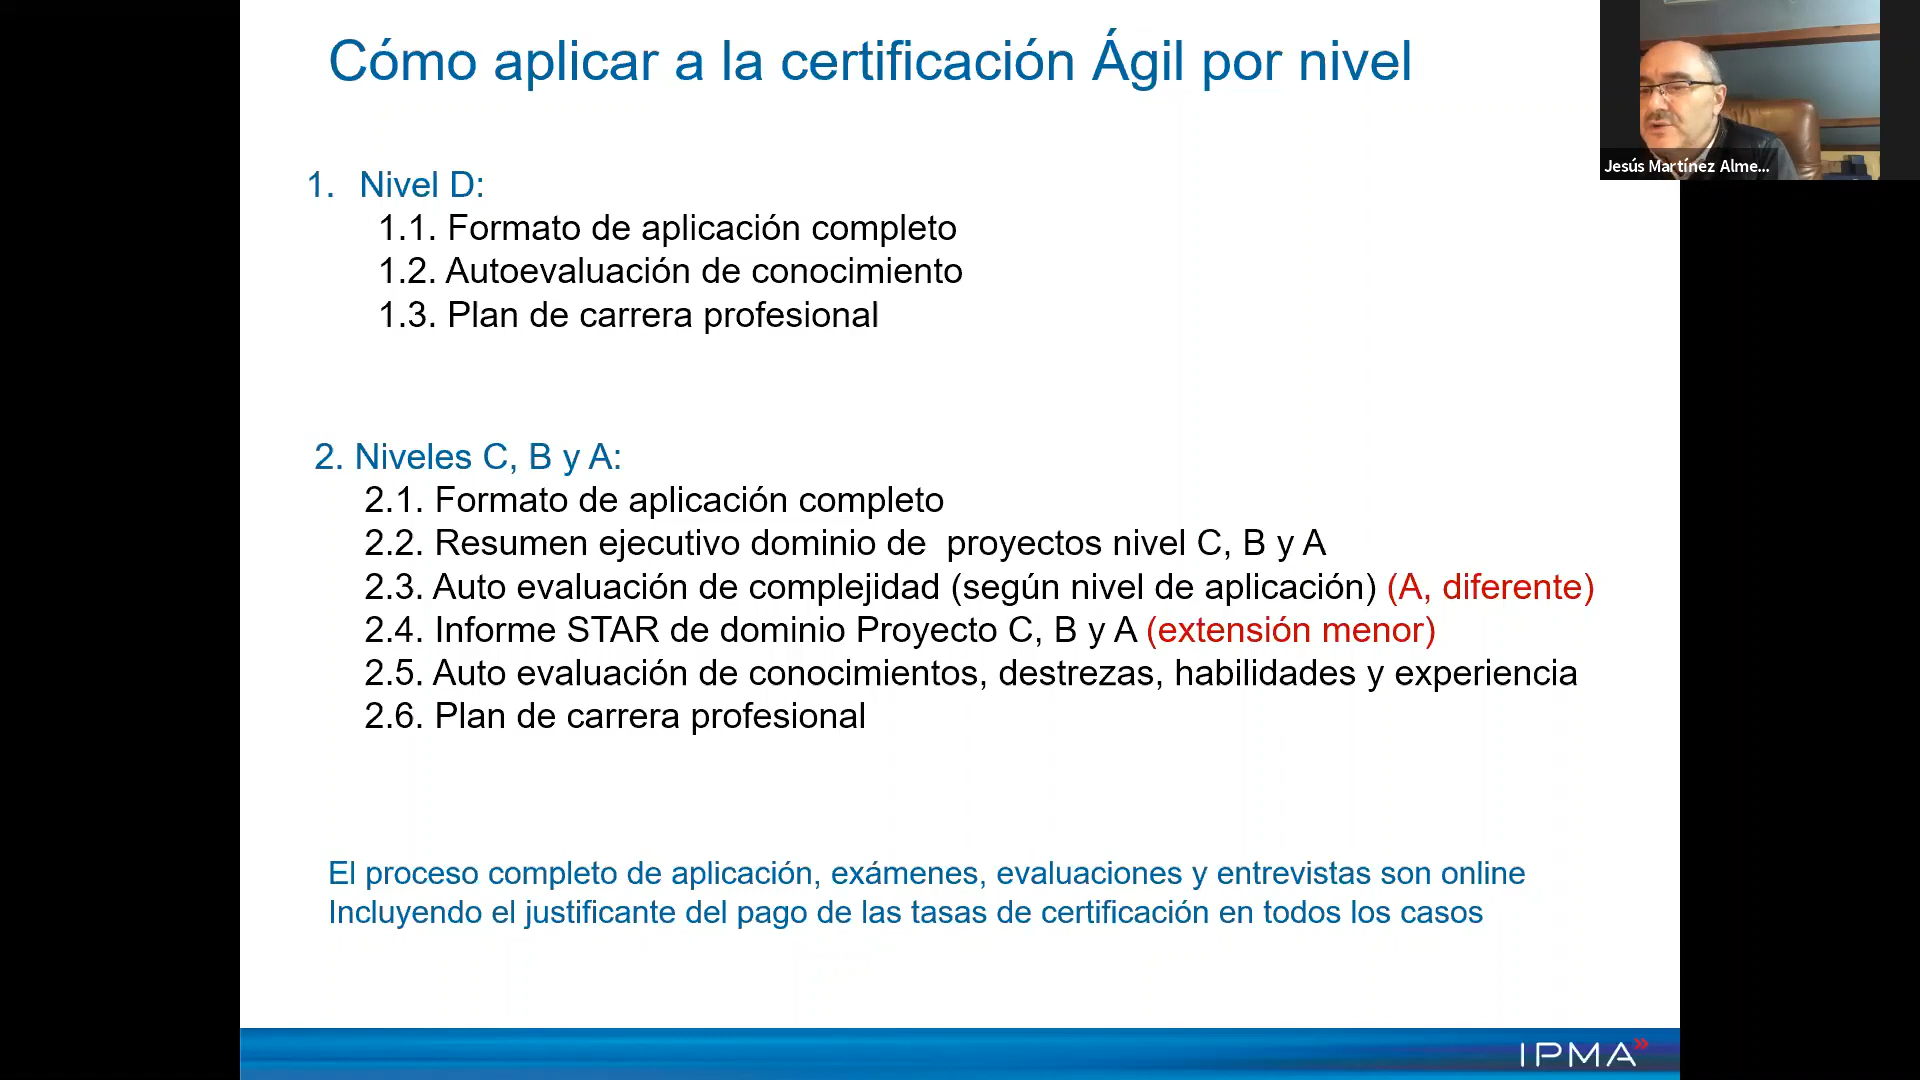 Cómo aplicar a la certificación Ágil por nivel
Jesús Martínez Alme...
1. Nivel D:
1.1. Formato de aplicación completo
1.2. Autoevaluación de conocimiento
1.3. Plan de carrera profesional
2. Niveles C, B y A:
2.1. Formato de aplicación completo
2.2. Resumen ejecutivo dominio de proyectos nivel C, B y A
2.3. Auto evaluación de complejidad (según nivel de aplicación) (A, diferente)
2.4. Informe STAR de dominio Proyecto C, B y A (extensión menor)
2.5. Auto evaluación de conocimientos, destrezas, habilidades y experiencia
2.6. Plan de carrera profesional
El proceso completo de aplicación, exámenes, evaluaciones y entrevistas son online
Incluyendo el justificante del pago de las tasas de certificación en todos los casos
IPMA